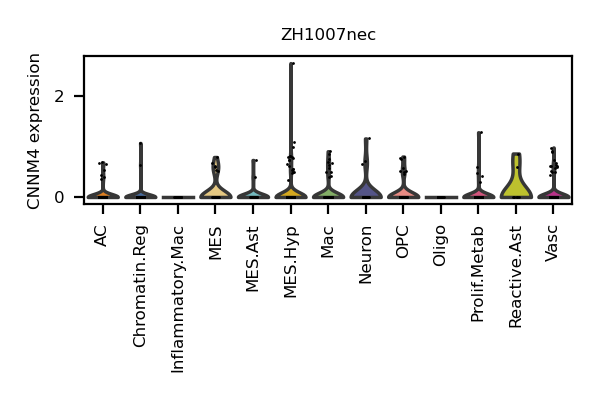 ZH1007nec
CNNM4 expression
2
0
AC
Chromatin.Reg
Inflammatory.Mac
MES
MES.Ast
MES.Hyp
Mac
Neuron
OPC
Oligo
Prolif.Metab
Reactive.Ast
Vasc